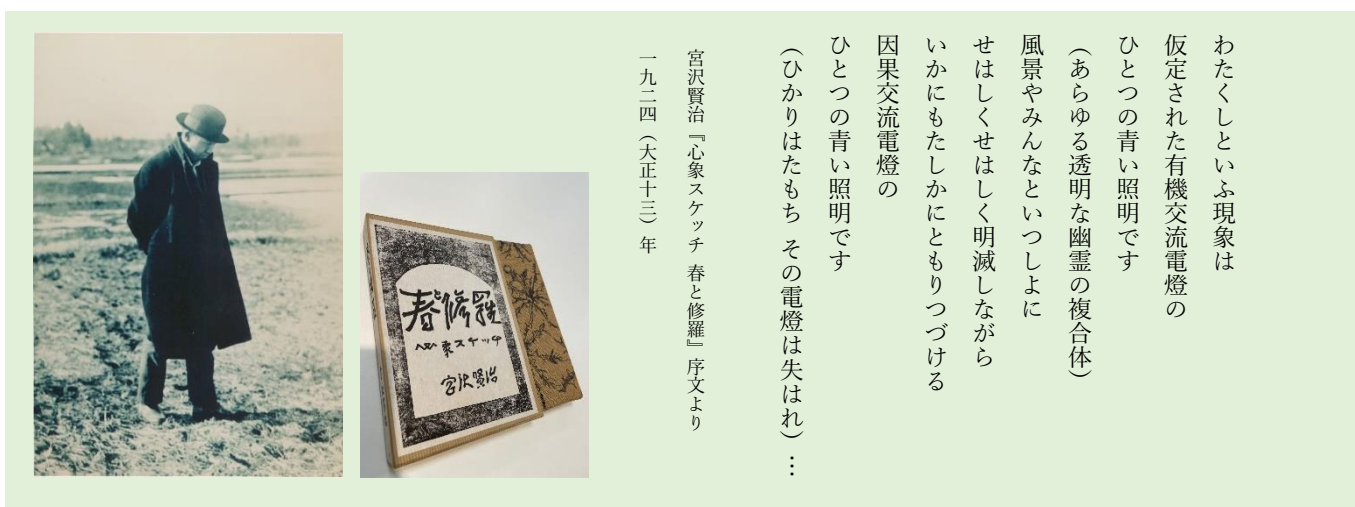 わたくしといふ現象は
仮定された有機交流電燈の
ひとつの青い照明です
（あらゆる透明な幽霊の複合体）
風景やみんなといつしよに
せはしくせはしく明滅しながら
いかにもたしかにともりつづける
因果交流電燈の
ひとつの青い照明です
（ひかりはたもち その電燈は失はれ）…
宮沢賢治『心象スケッチ 春と修羅』序文より
一九二四（大正十三）年
春と修羅
心象スケッチ
宮沢賢治